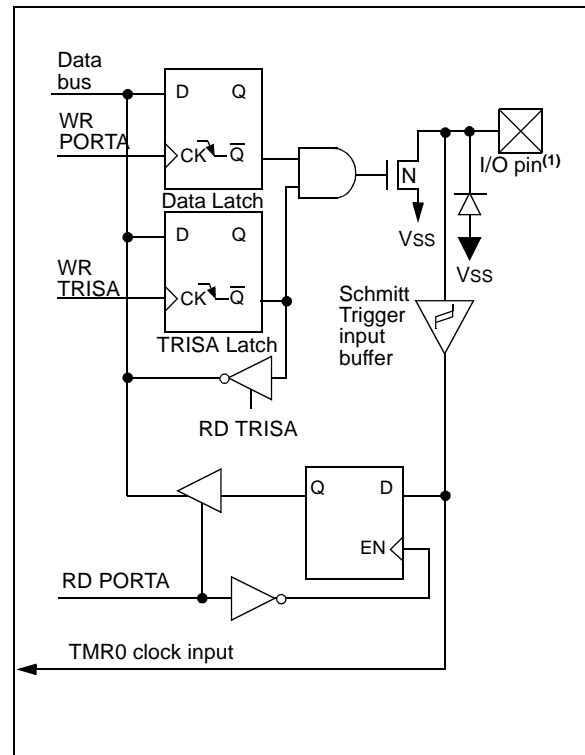 Data
bus
D Q
WR
PORTA
CK Q
N
I/O pin(1)
Data Latch
VSS
VSS
D Q
WR
TRISA
CK Q
Schmitt
Trigger
input
buffer
TRISA Latch
RD TRISA
Q D
EN
RD PORTA
TMR0 clock input